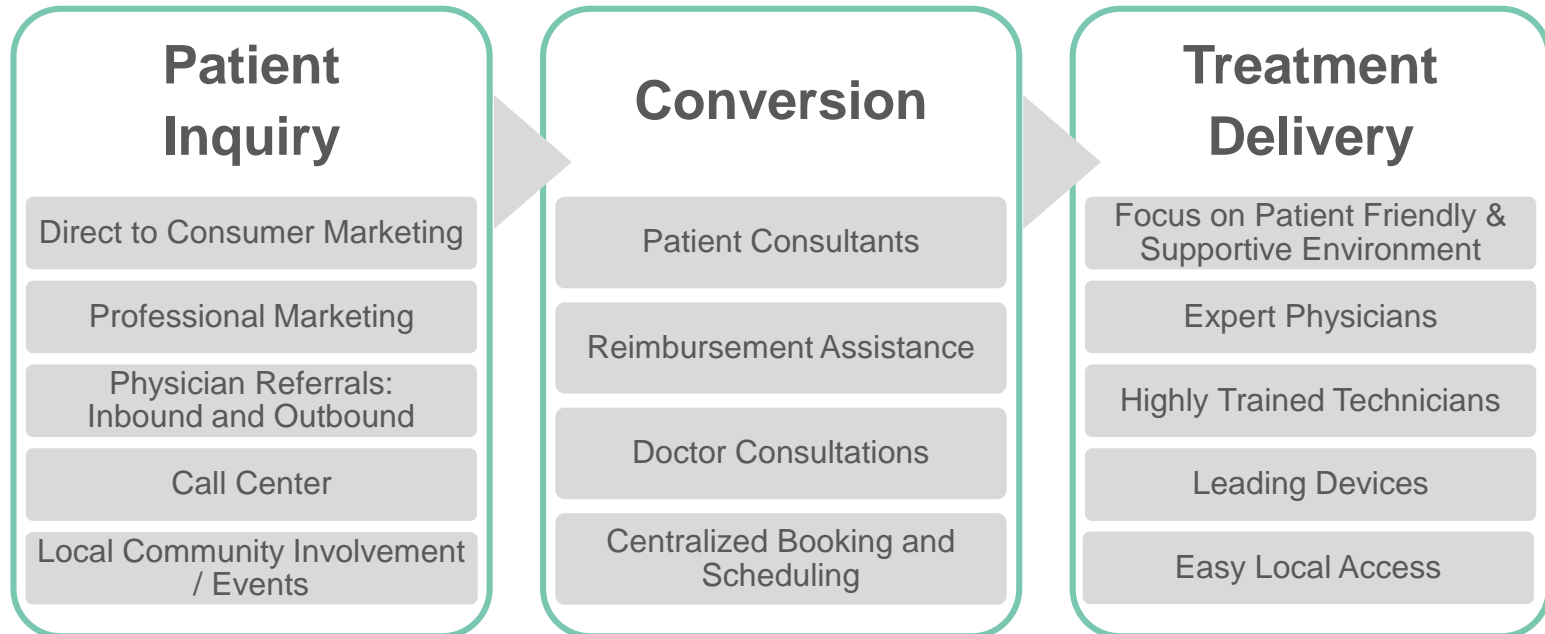 Patient
Inquiry
Direct to Consumer Marketing
Professional Marketing
Physician Referrals:
Inbound and Outbound
Call Center
Local Community Involvement
/ Events
Conversion
Patient Consultants
Reimbursement Assistance
Doctor Consultations
Centralized Booking and
Scheduling
Treatment
Delivery
Focus on Patient Friendly &
Supportive Environment
Expert Physicians
Highly Trained Technicians
Leading Devices
Easy Local Access